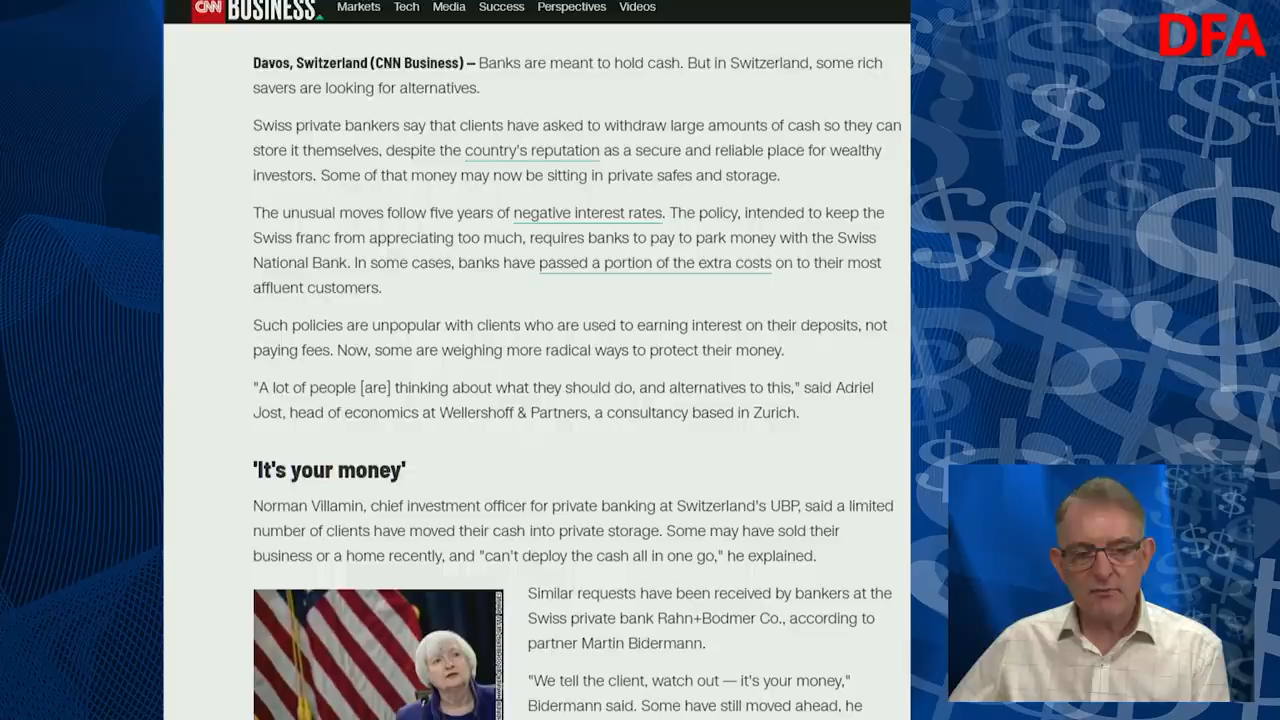 CNN BUSINESS Markets Tech Media Success Perspectives Videos
DFA
Davos, Switzerland (CNN Business) — Banks are meant to hold cash. But in Switzerland, some rich
savers are looking for alternatives.
Swiss private bankers say that clients have asked to withdraw large amounts of cash so they can
store it themselves, despite the country's reputation as a secure and reliable place for wealthy
investors. Some of that money may now be sitting in private safes and storage.
The unusual moves follow five years of negative interest rates. The policy, intended to keep the
Swiss franc from appreciating too much, requires banks to pay to park money with the Swiss
National Bank. In some cases, banks have passed a portion of the extra costs on to their most
affluent customers.
Such policies are unpopular with clients who are used to earning interest on their deposits, not
paying fees. Now, some are weighing more radical ways to protect their money.
"A lot of people [are] thinking about what they should do, and alternatives to this," said Adriel
Jost, head of economics at Wellershoff & Partners, a consultancy based in Zurich.
'It's your money'
Norman Villamin, chief investment officer for private banking at Switzerland's UBP, said a limited
number of clients have moved their cash into private storage. Some may have sold their
business or a home recently, and "can't deploy the cash all in one go," he explained.
Similar requests have been received by bankers at the
Swiss private bank Rahn+Bodmer Co., according to
partner Martin Bidermann.
"We tell the client, watch out — it's your money,"
Bidermann said. Some have still moved ahead, he